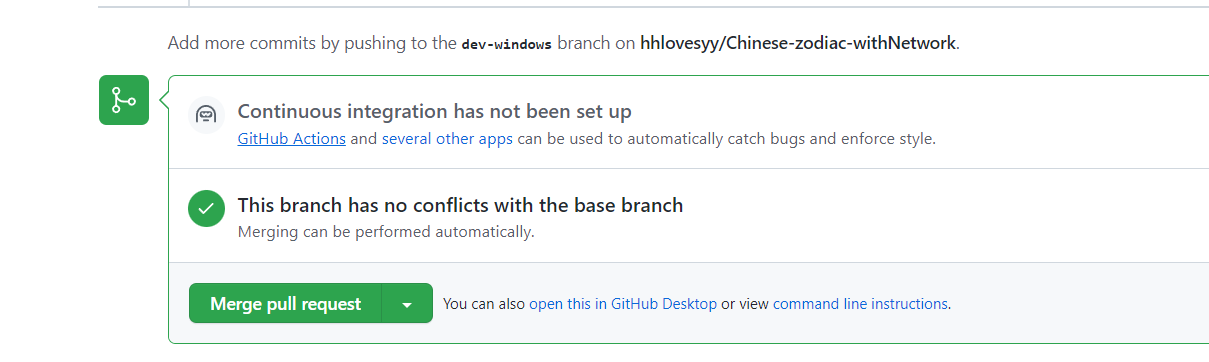 Add more commits by pushing to the dev-windows branch on hhlovesyy/Chinese-zodiac-withNetwork.
Continuous integration has not been set up
GitHub Actions and several other apps can be used to automatically catch bugs and enforce style.
This branch has no conflicts with the base branch
Merging can be performed automatically.
Merge pull request You can also open this in GitHub Desktop or view command line instructions.